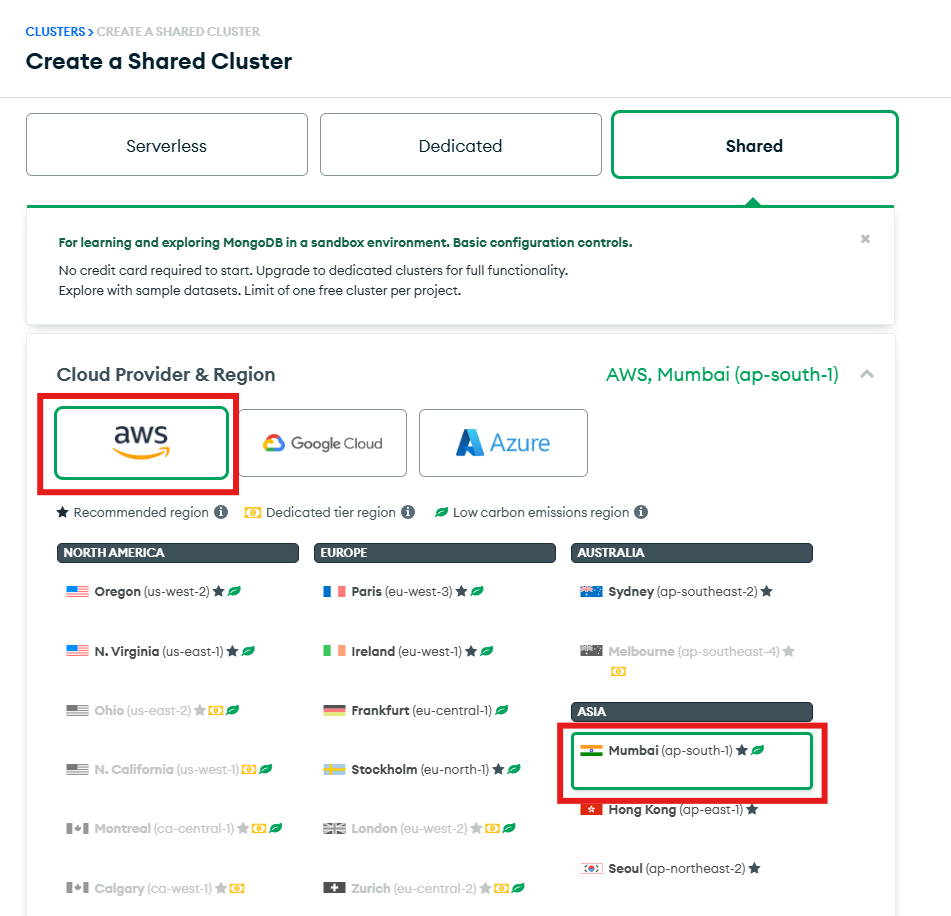 CLUSTERS > CREATE A SHARED CLUSTER
Create a Shared Cluster
Serverless
Dedicated
Shared
For learning and exploring MongoDB in a sandbox environment. Basic configuration controls.
No credit card required to start. Upgrade to dedicated clusters for full functionality.
Explore with sample datasets. Limit of one free cluster per project.
Cloud Provider & Region
AWS, Mumbai (ap-south-1)
aws
Google Cloud
Azure
Recommended region
Dedicated tier region
Low carbon emissions region
NORTH AMERICA
Oregon (us-west-2)
N. Virginia (us-east-1)
Ohio (us-east-2)
N. California (us-west-1)
Montreal (ca-central-1)
Calgary (ca-west-1)
EUROPE
Paris (eu-west-3)
Ireland (eu-west-1)
Frankfurt (eu-central-1)
Stockholm (eu-north-1)
London (eu-west-2)
Zurich (eu-central-2)
AUSTRALIA
Sydney (ap-southeast-2)
Melbourne (ap-southeast-4)
ASIA
Mumbai (ap-south-1)
Hong Kong (ap-east-1)
Seoul (ap-northeast-2)